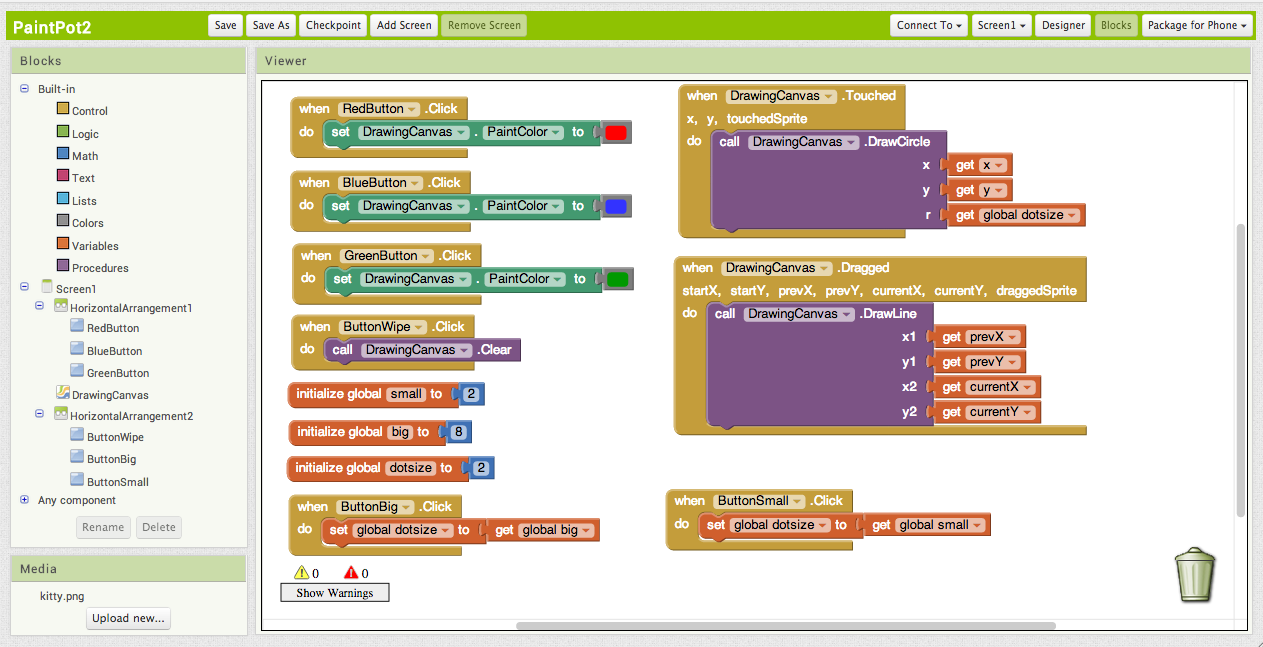 PaintPot2 Save Save As Checkpoint Add Screen Remove Screen Connect To Screen1 Designer Blocks Package for Phone
Blocks
Built-in
Control
Logic
Math
Text
Lists
Colors
Variables
Procedures
Screen1
HorizontalArrangement1
RedButton
BlueButton
GreenButton
DrawingCanvas
HorizontalArrangement2
ButtonWipe
ButtonBig
ButtonSmall
Any component
Rename Delete
Media
kitty.png
Upload new...
Viewer
when RedButton .Click
do set DrawingCanvas . PaintColor to
when BlueButton .Click
do set DrawingCanvas . PaintColor to
when GreenButton .Click
do set DrawingCanvas . PaintColor to
when ButtonWipe .Click
do call DrawingCanvas .Clear
initialize global small to 2
initialize global big to 8
initialize global dotsize to 2
when ButtonBig .Click
do set global dotsize to get global big
0 0
Show Warnings
when DrawingCanvas .Touched
x, y, touchedSprite
do call DrawingCanvas .DrawCircle
x get x
y get y
r get global dotsize
when DrawingCanvas .Dragged
startX, startY, prevX, prevY, currentX, currentY, draggedSprite
do call DrawingCanvas .DrawLine
x1 get prevX
y1 get prevY
x2 get currentX
y2 get currentY
when ButtonSmall .Click
do set global dotsize to get global small